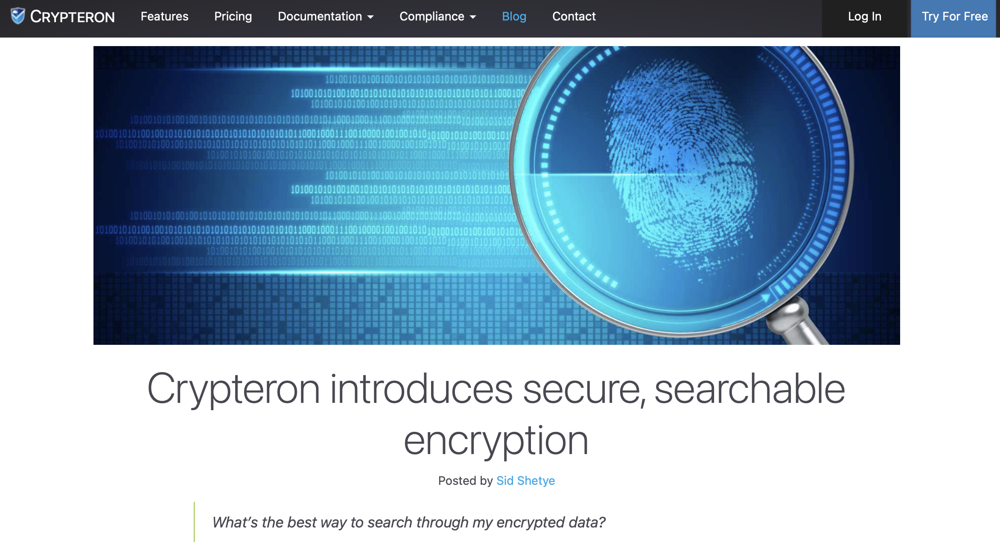 CRYPTERON Features Pricing Documentation Compliance Blog Contact Log In Try For Free
Crypteron introduces secure, searchable
encryption
Posted by Sid Shetye
What's the best way to search through my encrypted data?